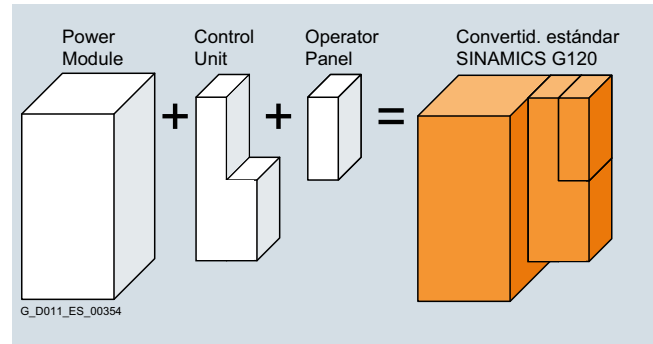 Power
Module
Control
Unit
Operator
Panel
Convertid. estándar
SINAMICS G120
+
+
=
G_D011_ES_00354